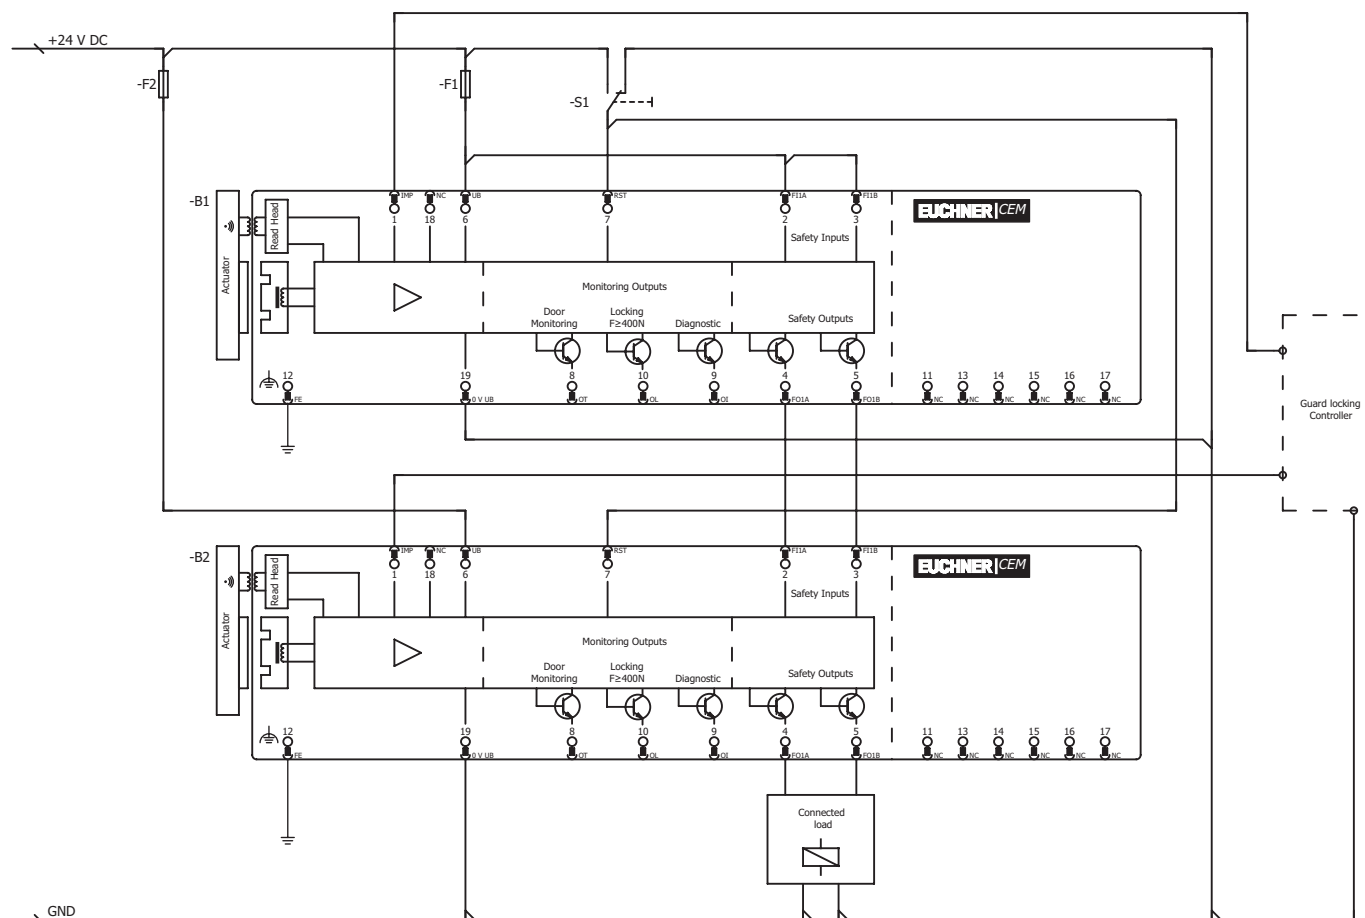 +24 V DC
-F2
-F1
-S1
-B1
IMP
NC
UB
RST
FI1A
FI1B
1
18
6
7
2
3
EUCHNER CEM
Read Head
Actuator
Safety Inputs
Monitoring Outputs
Door
Monitoring
Locking
F≥400N
Diagnostic
Safety Outputs
12
19
8
10
9
4
5
11
13
14
15
16
17
FE
0 V UB
OT
OL
OI
FO1A
FO1B
NC
NC
NC
NC
NC
NC
Guard locking
Controller
-B2
IMP
NC
UB
RST
FI1A
FI1B
1
18
6
7
2
3
EUCHNER CEM
Read Head
Actuator
Safety Inputs
Monitoring Outputs
Door
Monitoring
Locking
F≥400N
Diagnostic
Safety Outputs
12
19
8
10
9
4
5
11
13
14
15
16
17
FE
0 V UB
OT
OL
OI
FO1A
FO1B
NC
NC
NC
NC
NC
NC
Connected
load
GND